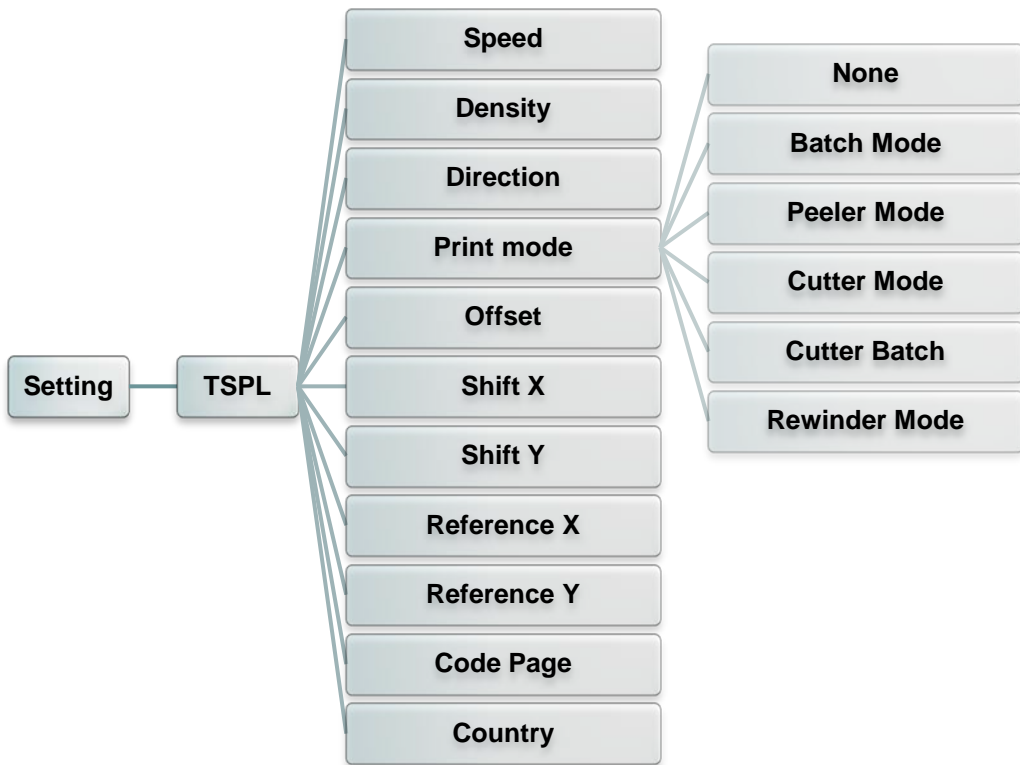 Setting
TSPL
Speed
Density
Direction
Print mode
Offset
Shift X
Shift Y
Reference X
Reference Y
Code Page
Country
None
Batch Mode
Peeler Mode
Cutter Mode
Cutter Batch
Rewinder Mode